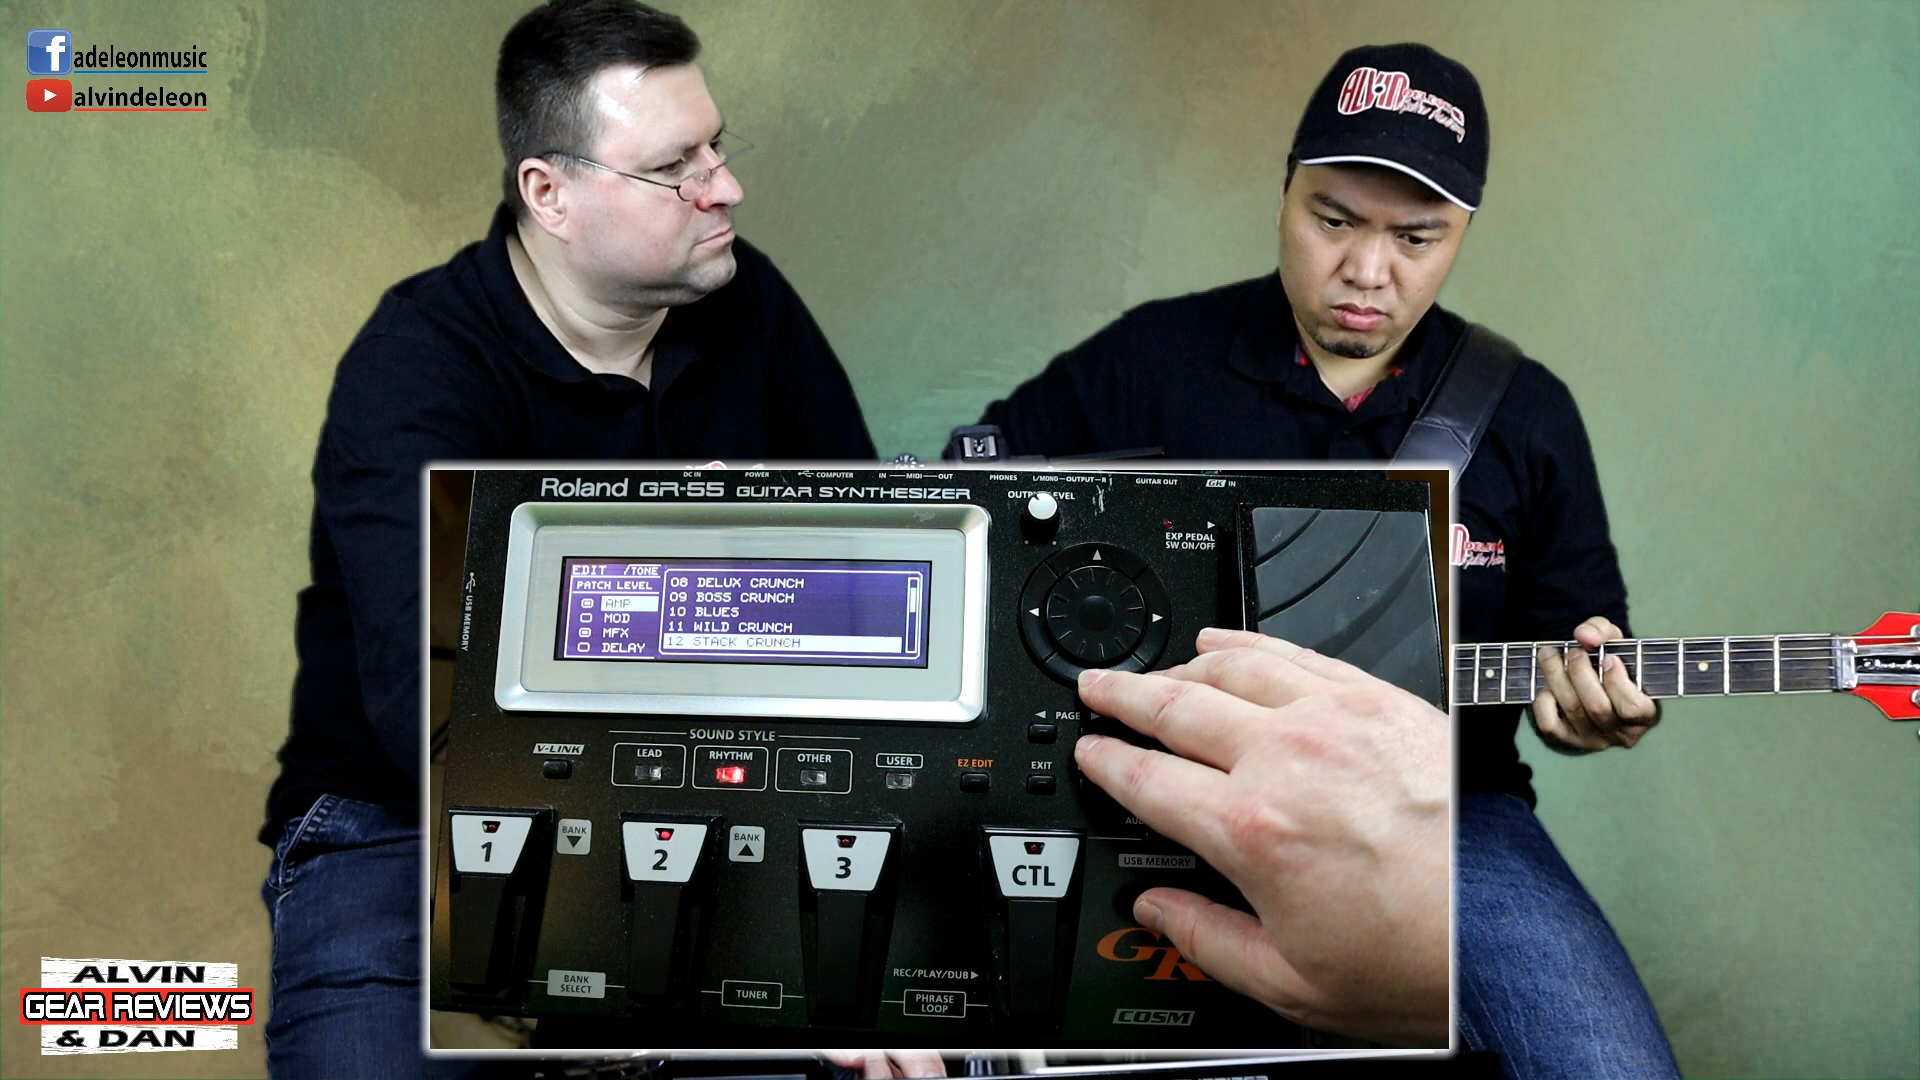 adeleonmusic
alvindeleon
ALVIN
DC IN
POWER
COMPUTER
IN — MIDI — OUT
PHONES
L/MONO—OUTPUT—R
GUITAR OUT
GK IN
Roland GR-55 GUITAR SYNTHESIZER
OUTPUT LEVEL
EXP PEDAL
SW ON/OFF
USB MEMORY
EDIT /TONE
PATCH LEVEL
AMP
MOD
MFX
DELAY
08 DELUX CRUNCH
09 BOSS CRUNCH
10 BLUES
11 WILD CRUNCH
12 STACK CRUNCH
PAGE
SOUND STYLE
V-LINK
LEAD
RHYTHM
OTHER
USER
EZ EDIT
EXIT
1
BANK
2
BANK
3
CTL
USB MEMORY
BANK
SELECT
TUNER
REC/PLAY/DUB
PHRASE
LOOP
GR
COSM
ALVIN
GEAR REVIEWS
& DAN